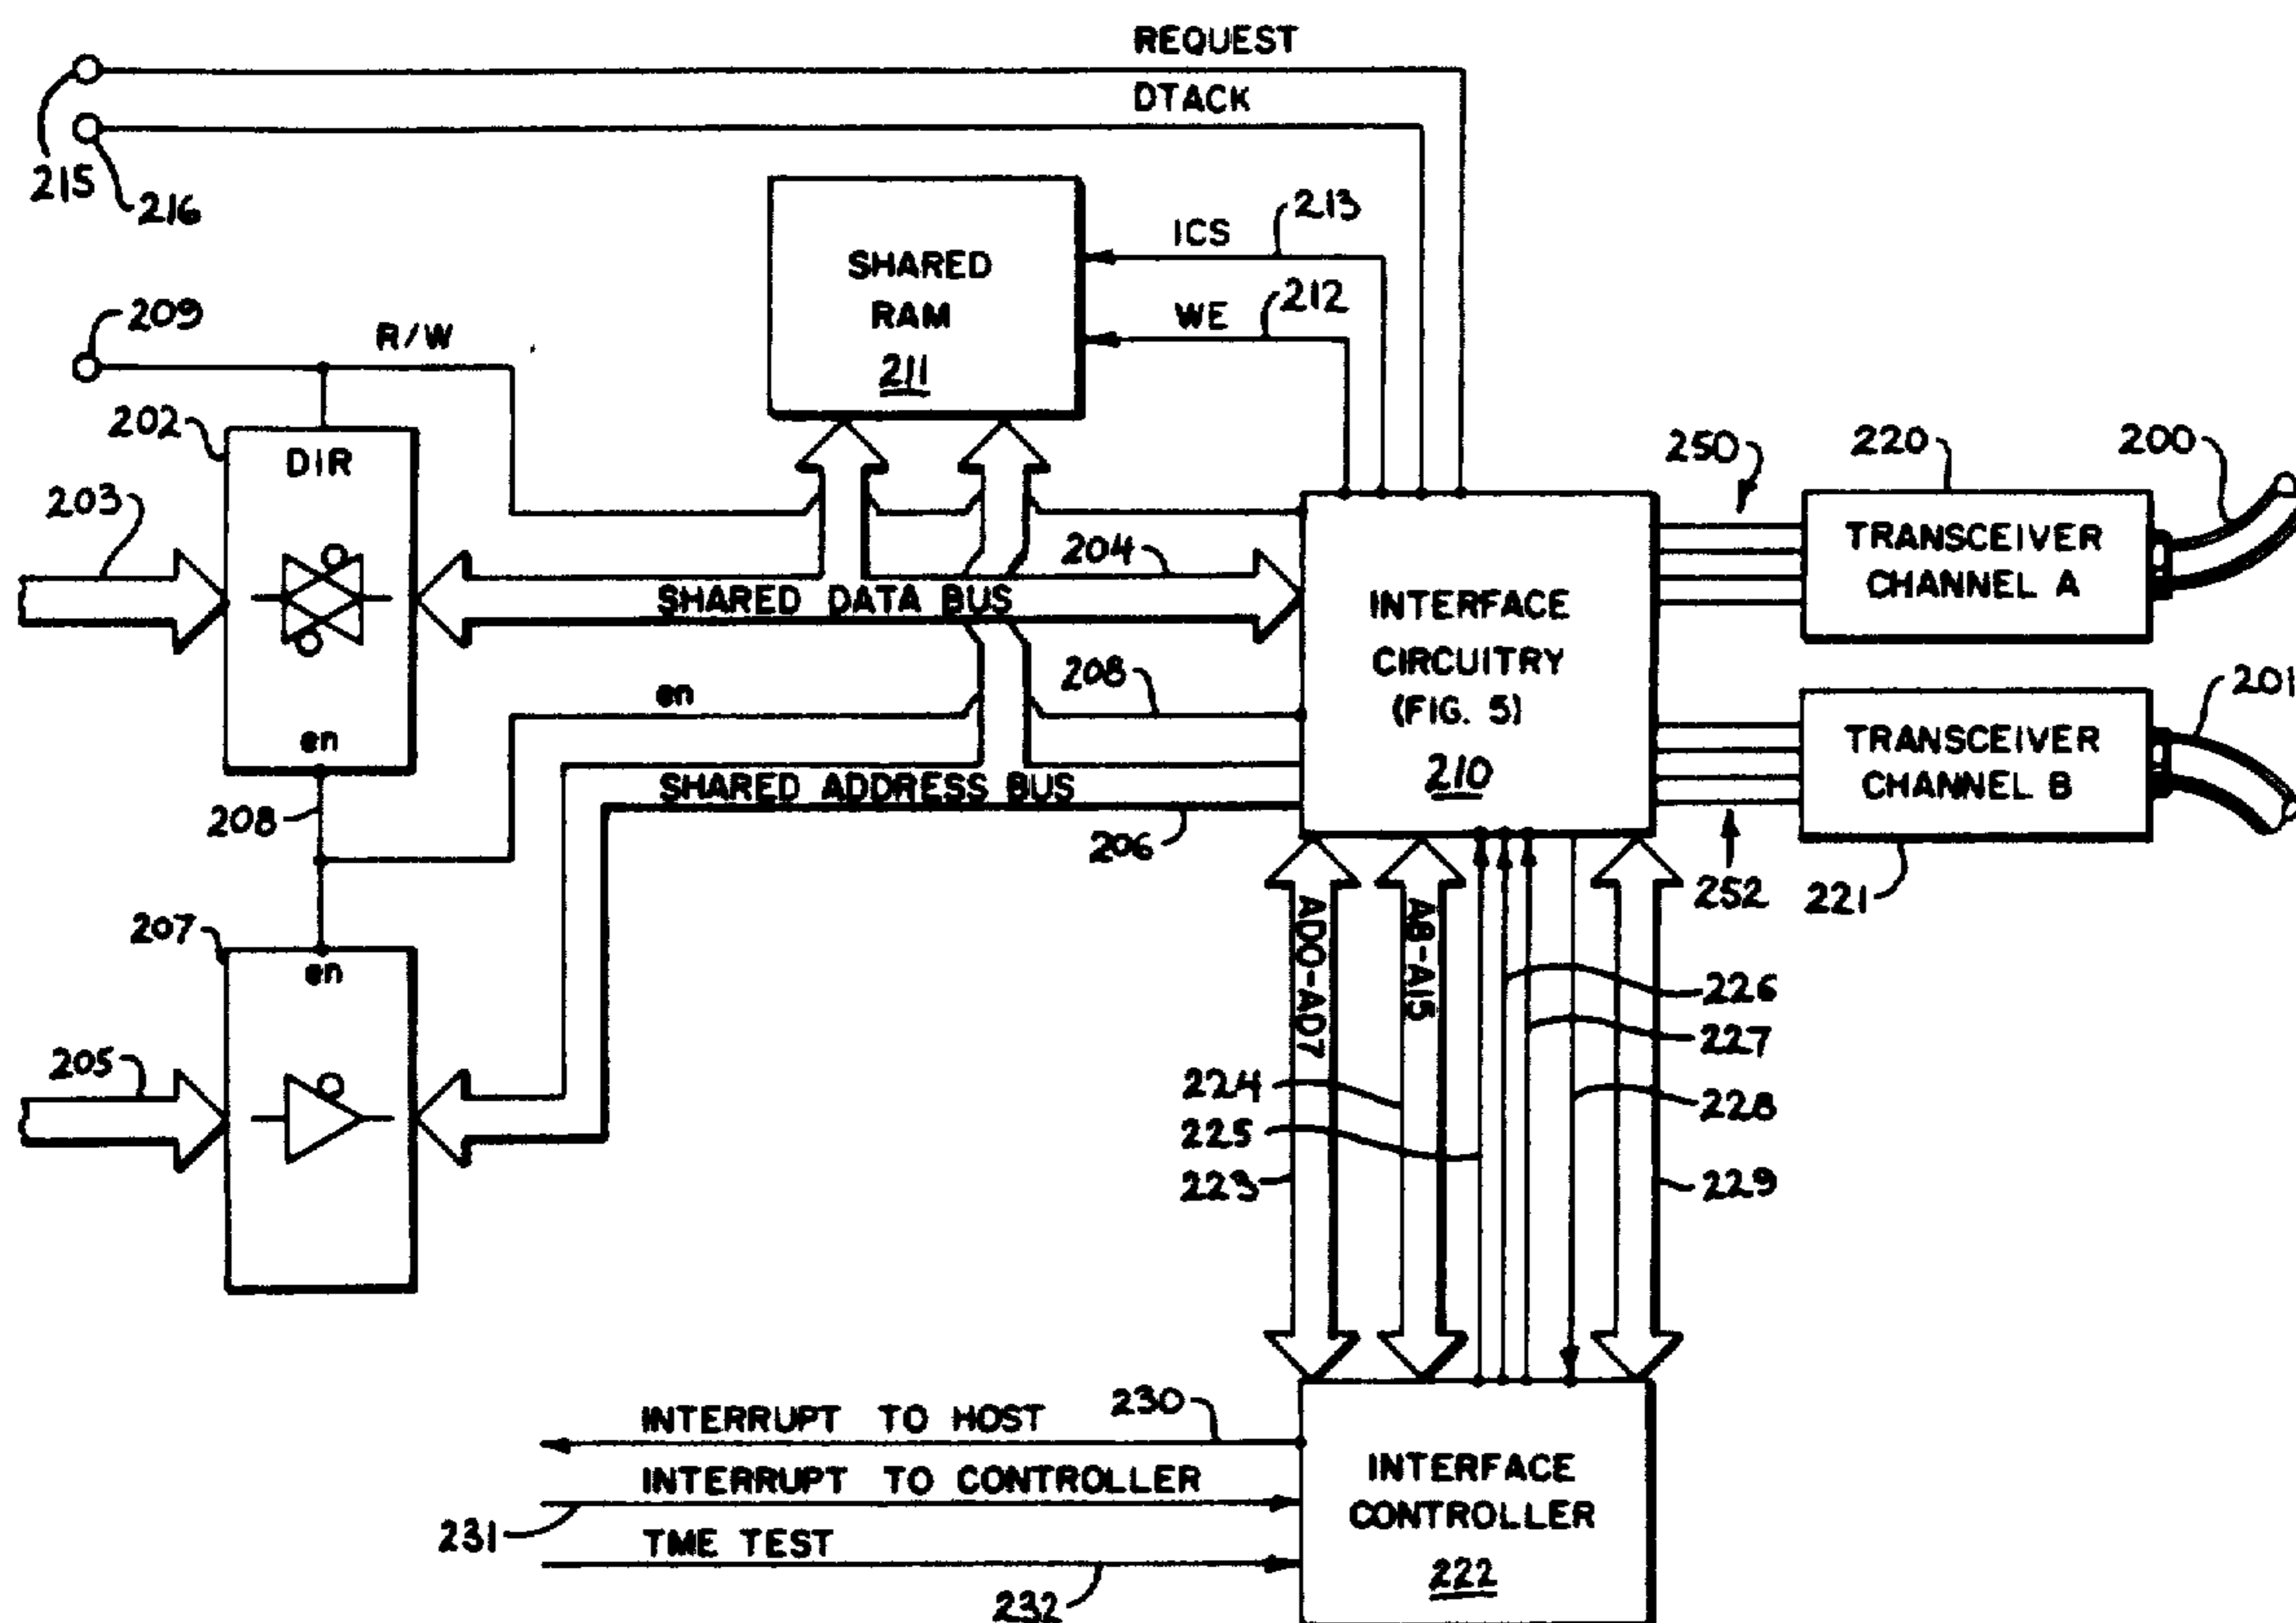 REQUEST
DTACK
215
216
213
ICS
SHARED
RAM
211
212
WE
209
R/W
202
DIR
203
204
SHARED DATA BUS
250
220
200
TRANSCEIVER
CHANNEL A
INTERFACE
CIRCUITRY
(FIG. 5)
210
208
en
en
SHARED ADDRESS BUS
208
206
201
TRANSCEIVER
CHANNEL B
252
221
207
en
205
AD0-AD7
A8-A15
226
227
224
228
225
223
229
INTERRUPT TO HOST
230
INTERRUPT TO CONTROLLER
231
TME TEST
232
INTERFACE
CONTROLLER
222